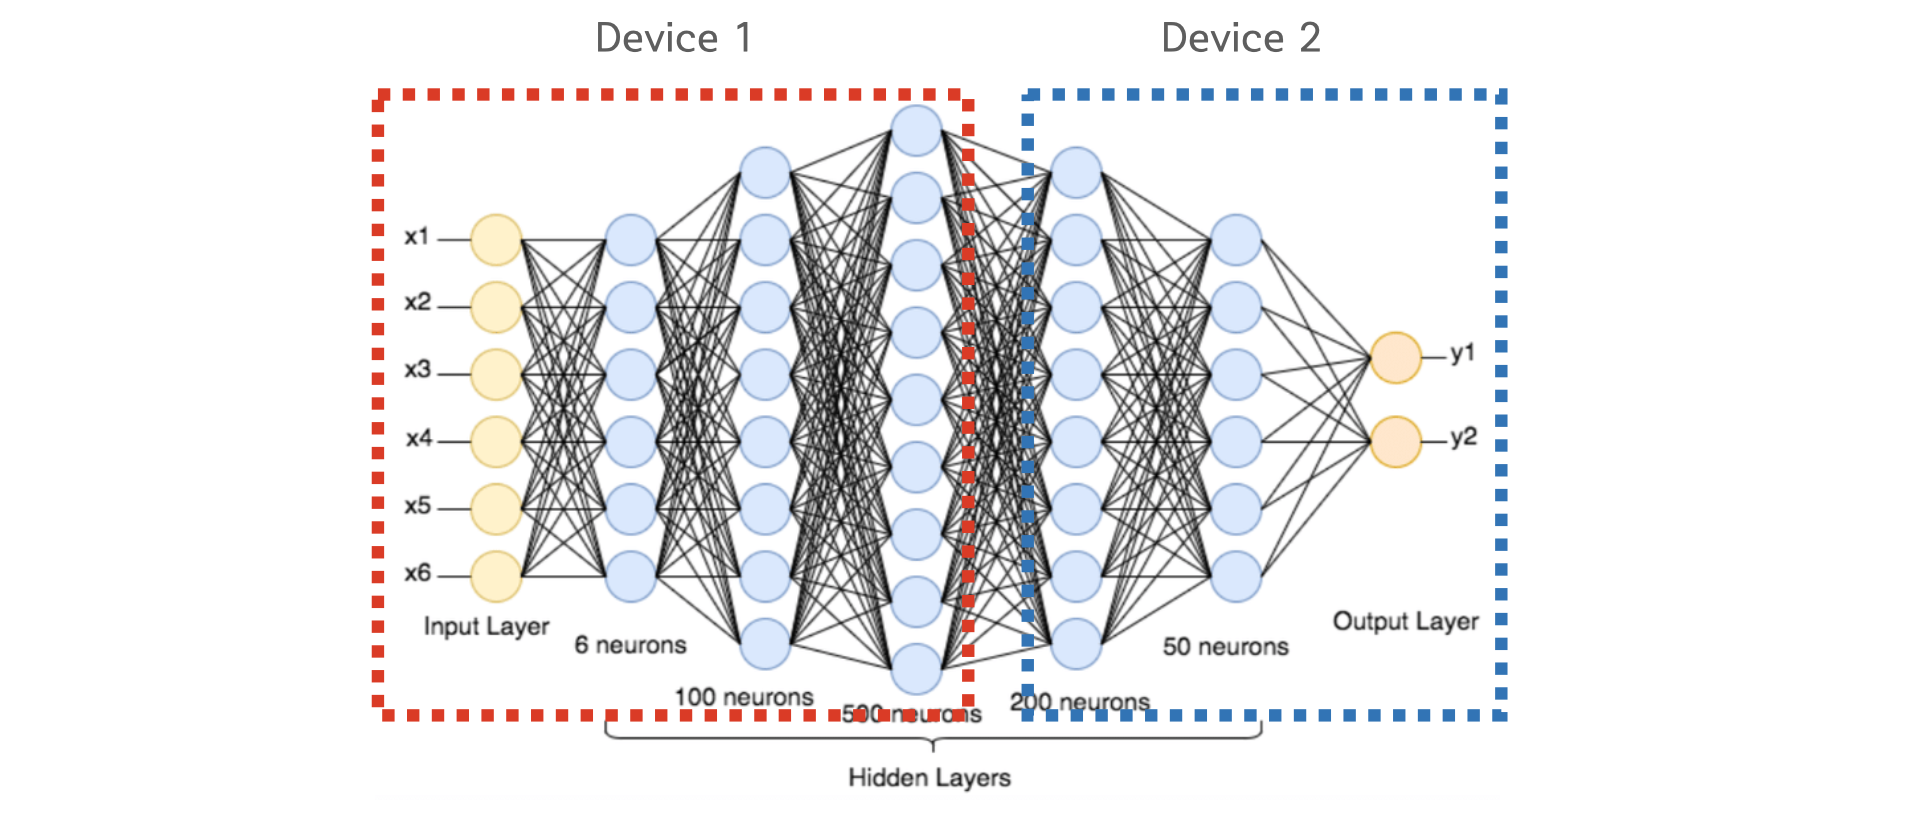 Device 1
Device 2
x1
x2
x3
x4
x5
x6
y1
y2
Input Layer
6 neurons
100 neurons
500 neurons
200 neurons
50 neurons
Output Layer
Hidden Layers